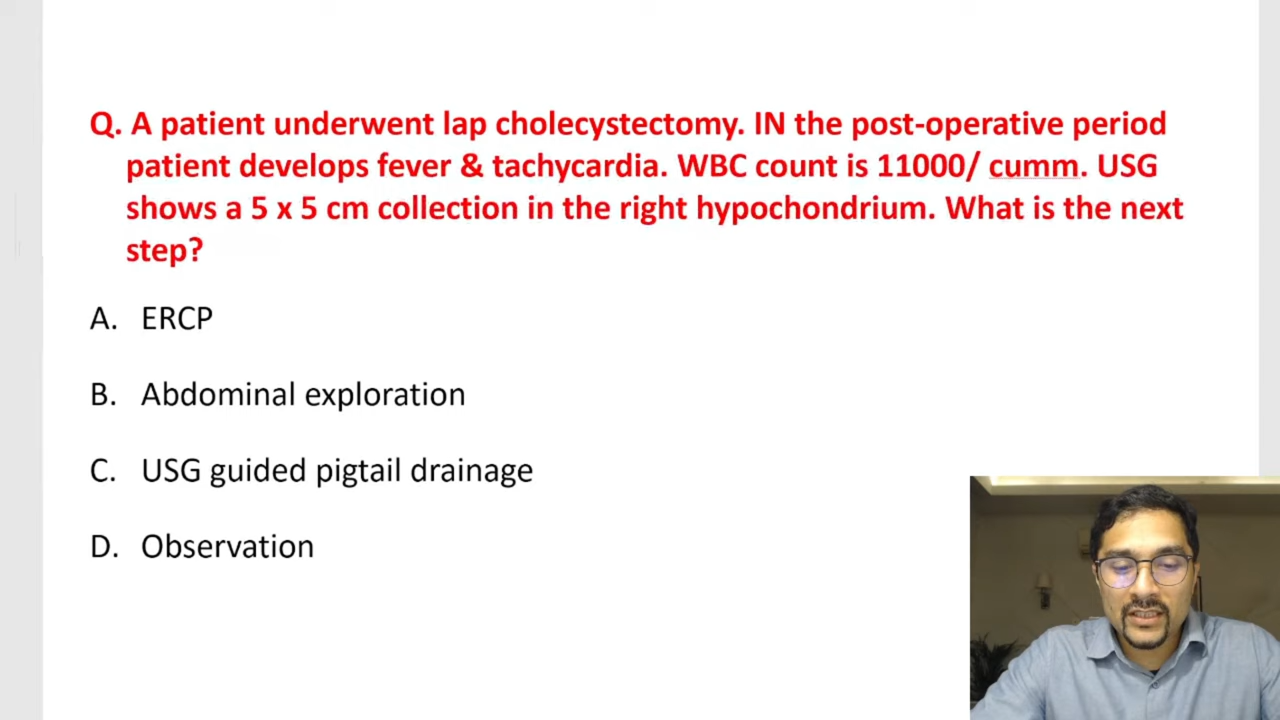 Q. A patient underwent lap cholecystectomy. IN the post-operative period
patient develops fever & tachycardia. WBC count is 11000/ cumm. USG
shows a 5 x 5 cm collection in the right hypochondrium. What is the next
step?
A. ERCP
B. Abdominal exploration
C. USG guided pigtail drainage
D. Observation